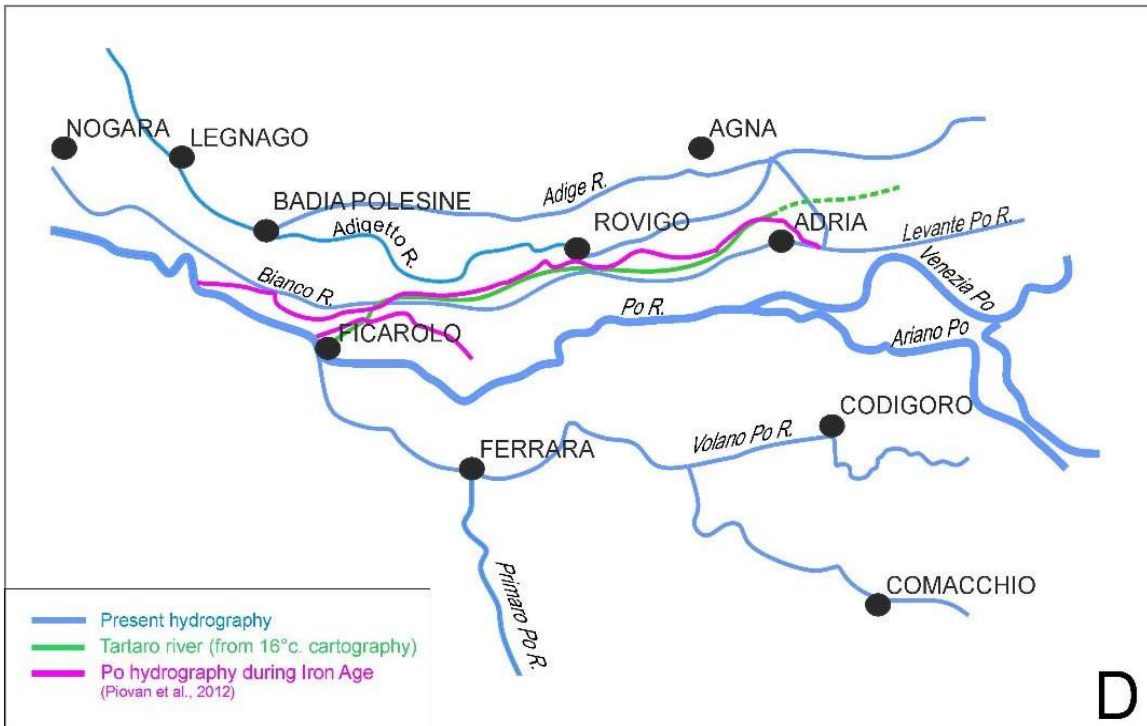 NOGARA
LEGNAGO
AGNA
BADIA POLESINE
Adige R.
Adigetto R.
ROVIGO
ADRIA
Levante Po R.
Venezia Po
Bianco R.
Po R.
Ariano Po
FICAROLO
CODIGORO
Volano Po R.
FERRARA
Primaro Po R.
COMACCHIO
Present hydrography
Tartaro river (from 16°c. cartography)
Po hydrography during Iron Age
(Piovan et al., 2012)
D